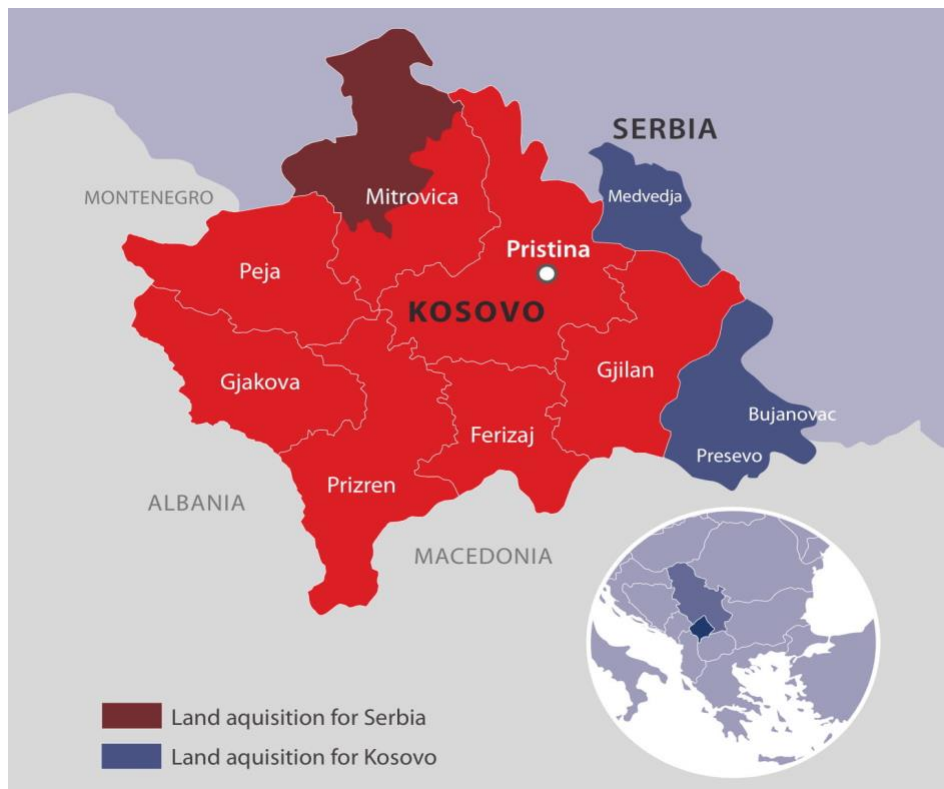 SERBIA
MONTENEGRO
Mitrovica
Medvedja
Pristina
Peja
KOSOVO
Gjakova
Gjilan
Bujanovac
Ferizaj
Presevo
Prizren
ALBANIA
MACEDONIA
Land aquisition for Serbia
Land aquisition for Kosovo